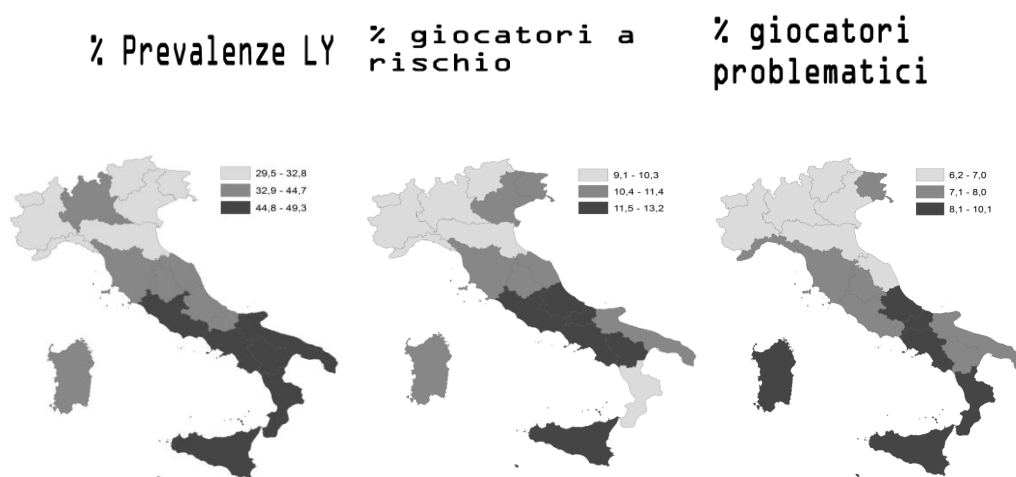 % Prevalenze LY
% giocatori a
rischio
% giocatori
problematici
29,5 - 32,8
32,9 - 44,7
44,8 - 49,3
9,1 - 10,3
10,4 - 11,4
11,5 - 13,2
6,2 - 7,0
7,1 - 8,0
8,1 - 10,1